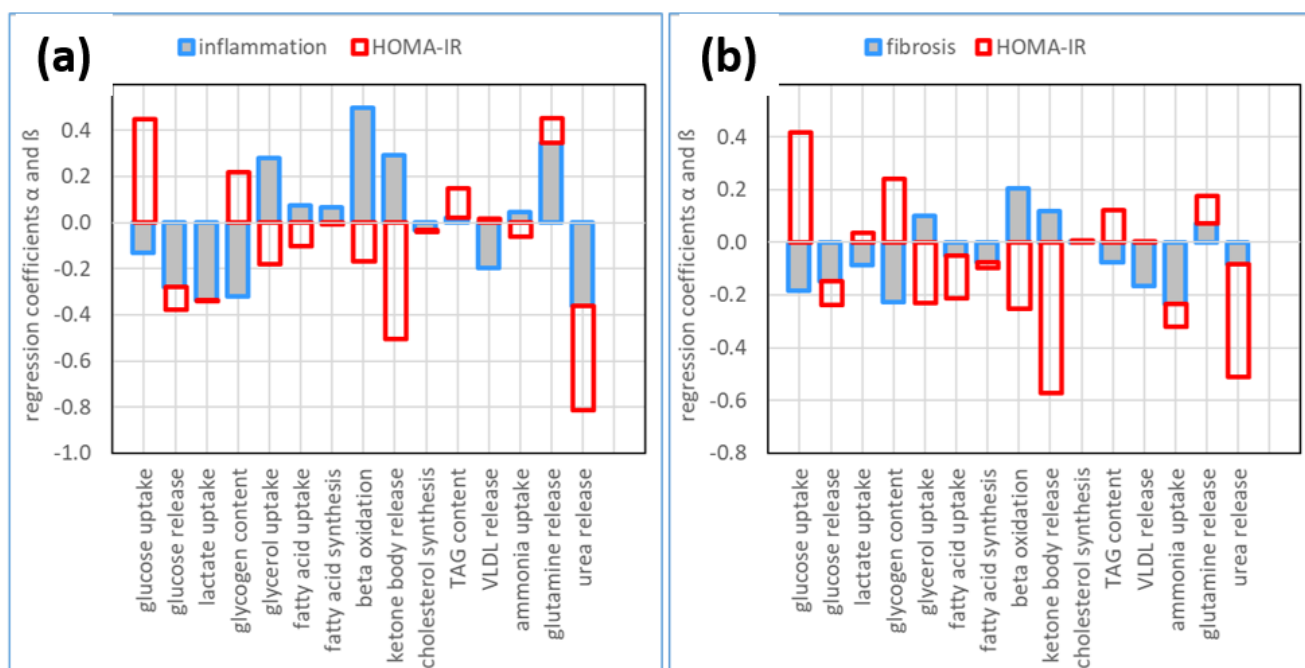 (a)
inflammation HOMA-IR
regression coefficients α and ß
0.4
0.2
0.0
-0.2
-0.4
-0.6
-0.8
-1.0
glucose uptake
glucose release
lactate uptake
glycogen content
glycerol uptake
fatty acid uptake
fatty acid synthesis
beta oxidation
ketone body release
cholesterol synthesis
TAG content
VLDL release
ammonia uptake
glutamine release
urea release
(b)
fibrosis HOMA-IR
regression coefficients α and ß
0.4
0.2
0.0
-0.2
-0.4
-0.6
-0.8
glucose uptake
glucose release
lactate uptake
glycogen content
glycerol uptake
fatty acid uptake
fatty acid synthesis
beta oxidation
ketone body release
cholesterol synthesis
TAG content
VLDL release
ammonia uptake
glutamine release
urea release